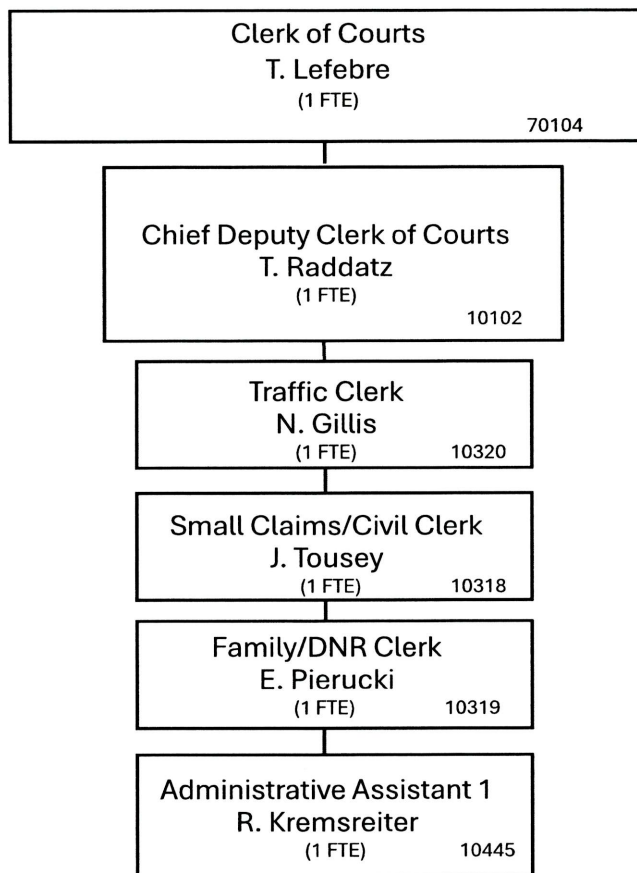 Clerk of Courts
T. Lefebre
(1 FTE)
70104
Chief Deputy Clerk of Courts
T. Raddatz
(1 FTE)
10102
Traffic Clerk
N. Gillis
(1 FTE) 10320
Small Claims/Civil Clerk
J. Tousey
(1 FTE) 10318
Family/DNR Clerk
E. Pierucki
(1 FTE) 10319
Administrative Assistant 1
R. Kremsreiter
(1 FTE) 10445